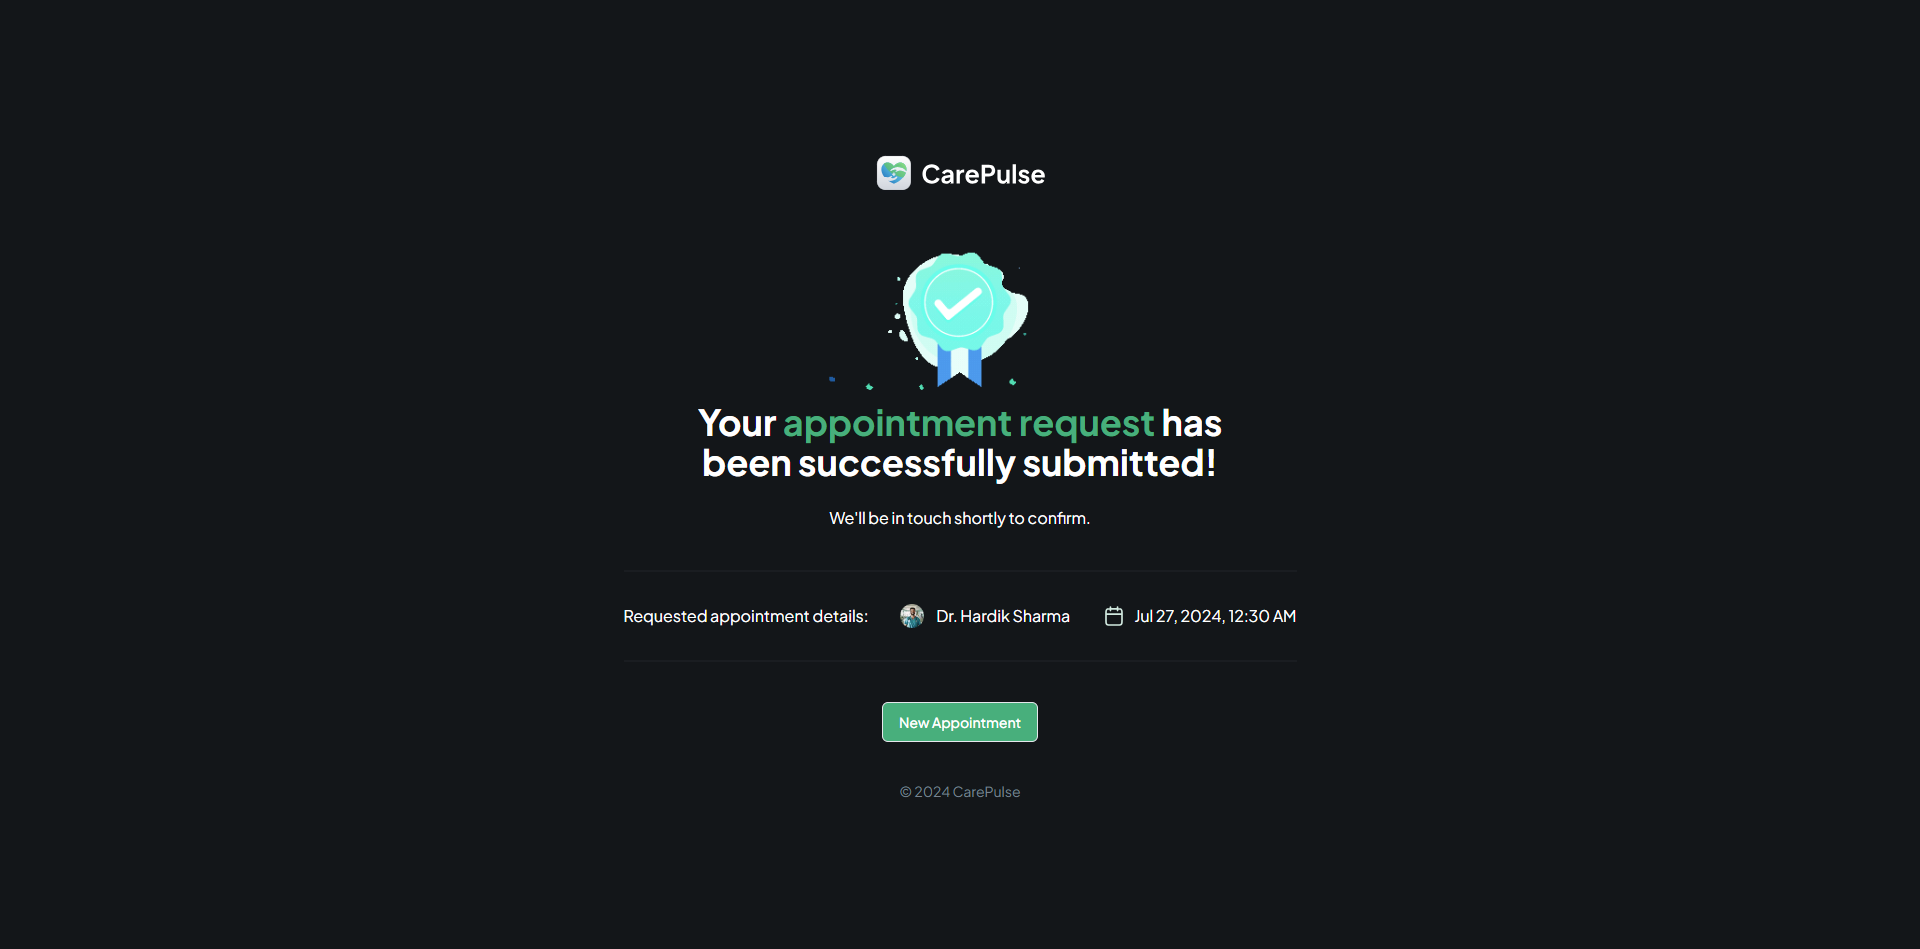 CarePulse
Your appointment request has
been successfully submitted!
We'll be in touch shortly to confirm.
Requested appointment details: Dr. Hardik Sharma Jul 27, 2024, 12:30 AM
New Appointment
© 2024 CarePulse